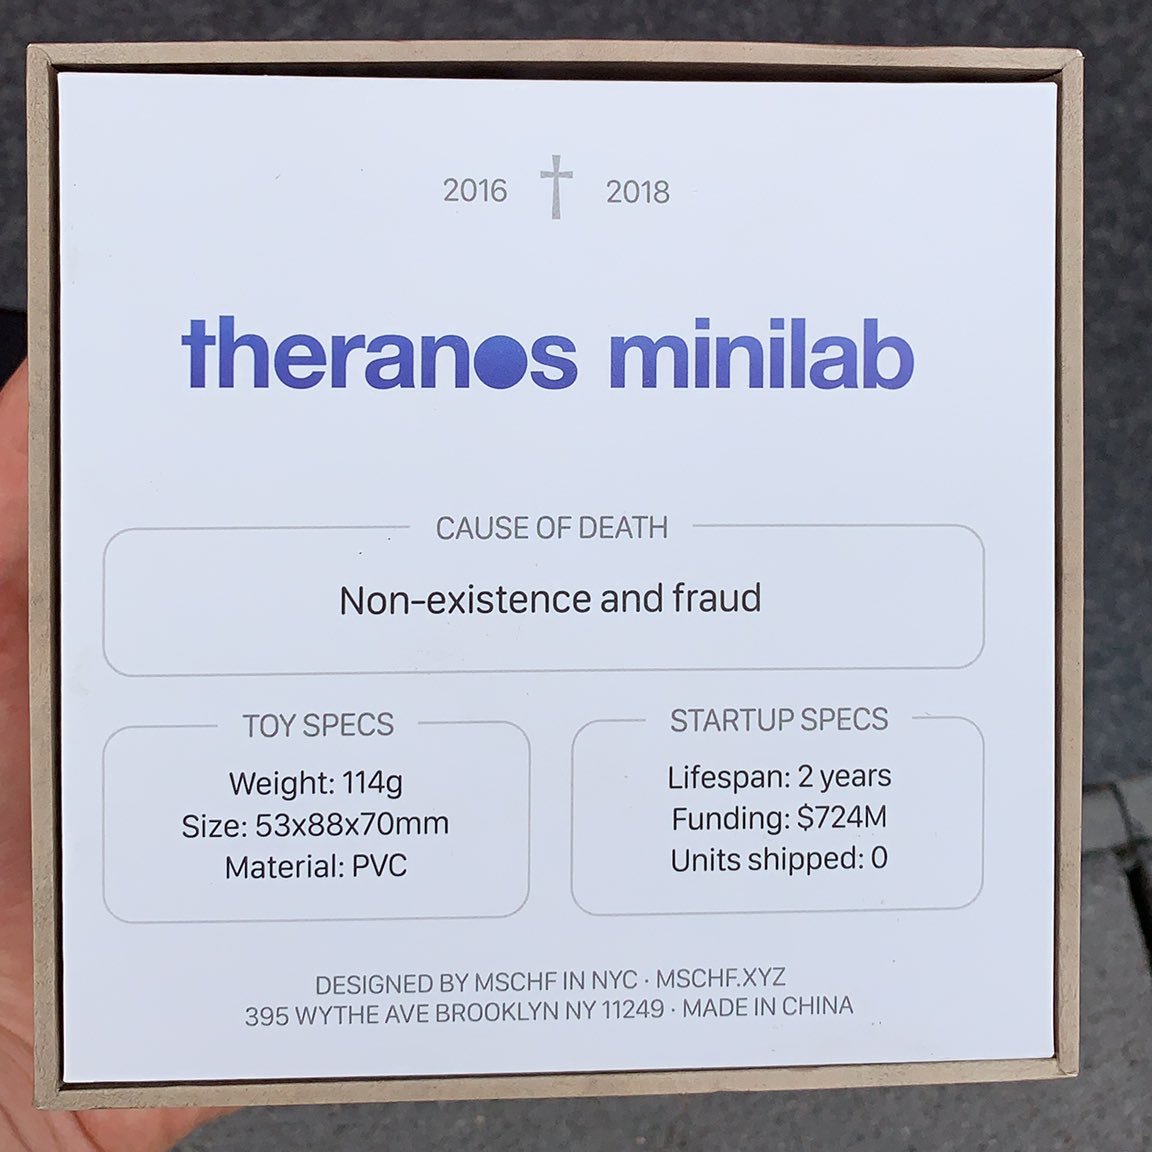 2016 † 2018
theranos minilab
CAUSE OF DEATH
Non-existence and fraud
TOY SPECS
Weight: 114g
Size: 53x88x70mm
Material: PVC
STARTUP SPECS
Lifespan: 2 years
Funding: $724M
Units shipped: 0
DESIGNED BY MSCHF IN NYC · MSCHF.XYZ
395 WYTHE AVE BROOKLYN NY 11249 · MADE IN CHINA